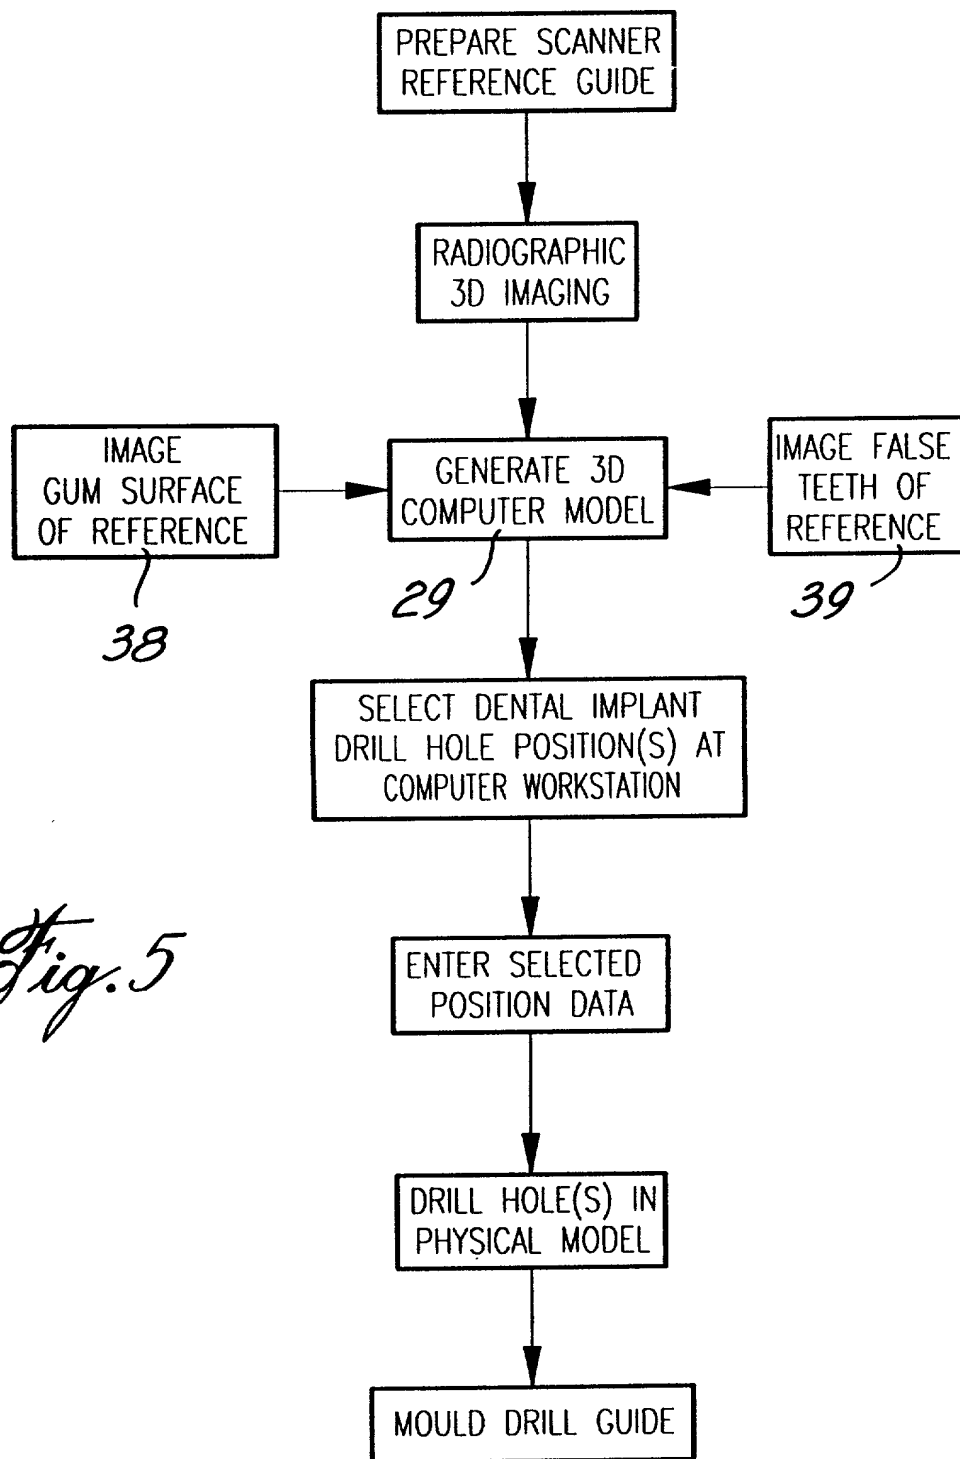 PREPARE SCANNER
REFERENCE GUIDE
RADIOGRAPHIC
3D IMAGING
IMAGE
GUM SURFACE
OF REFERENCE
38
GENERATE 3D
COMPUTER MODEL
29
IMAGE FALSE
TEETH OF
REFERENCE
39
SELECT DENTAL IMPLANT
DRILL HOLE POSITION(S) AT
COMPUTER WORKSTATION
ENTER SELECTED
POSITION DATA
Fig. 5
DRILL HOLE(S) IN
PHYSICAL MODEL
MOULD DRILL GUIDE